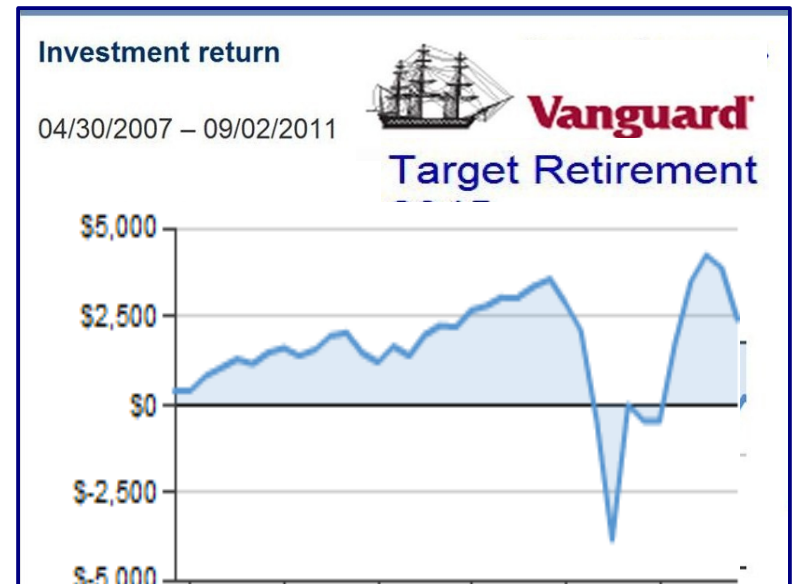 Investment return
04/30/2007 – 09/02/2011
Vanguard
Target Retirement
$5,000
$2,500
$0
$-2,500
$-5,000